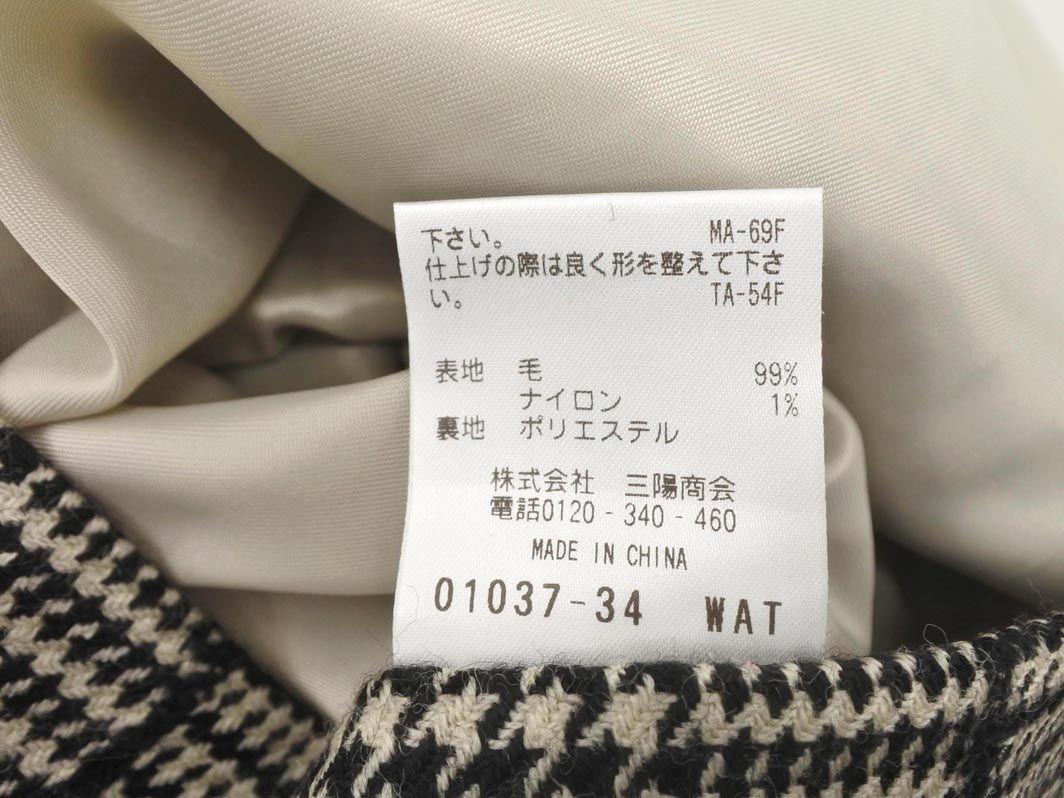 下さい。 MA-69F
仕上げの際は良く形を整えて下さ
い。 TA-54F
表地 毛 99%
ナイロン 1%
裏地 ポリエステル
株式会社 三陽商会
電話0120-340-460
MADE IN CHINA
01037-34 WAT